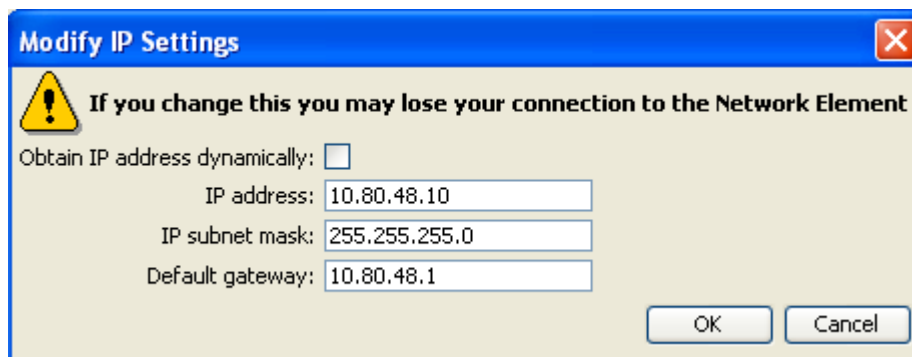 Modify IP Settings
If you change this you may lose your connection to the Network Element
Obtain IP address dynamically:
IP address: 10.80.48.10
IP subnet mask: 255.255.255.0
Default gateway: 10.80.48.1
OK Cancel